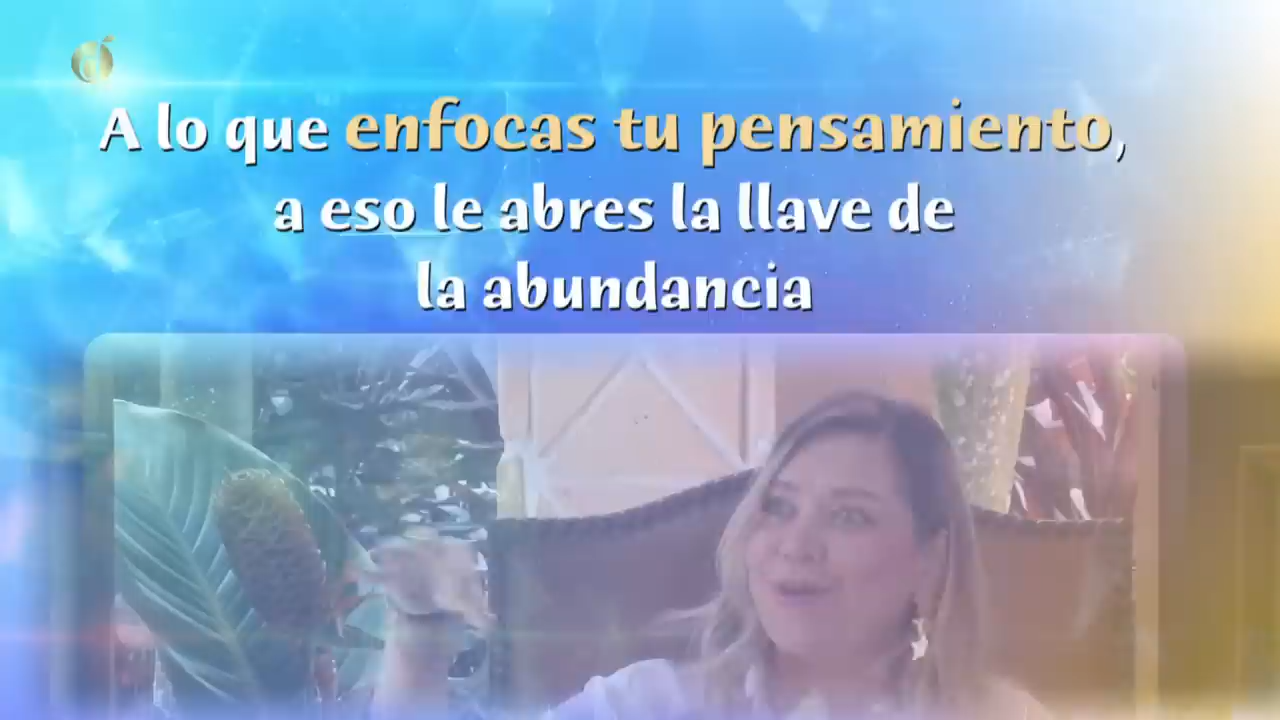 A lo que enfocas tu pensamiento,
a eso le abres la llave de
la abundancia